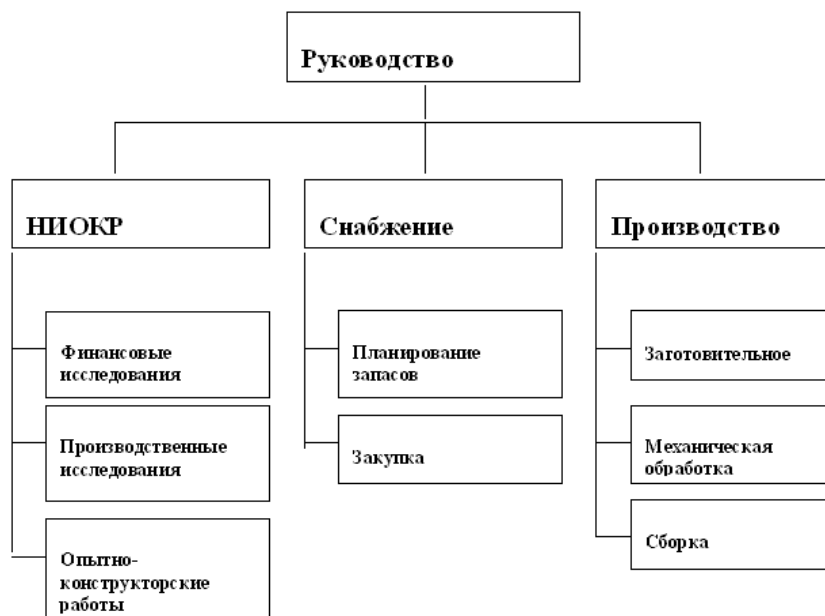 Руководство
НИОКР
Снабжение
Производство
Финансовые
исследования
Планирование
запасов
Заготовительное
Производственные
исследования
Закупка
Механическая
обработка
Опытно-
конструкторские
работы
Сборка